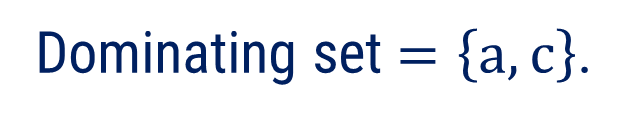 Dominating set = {a, c}.